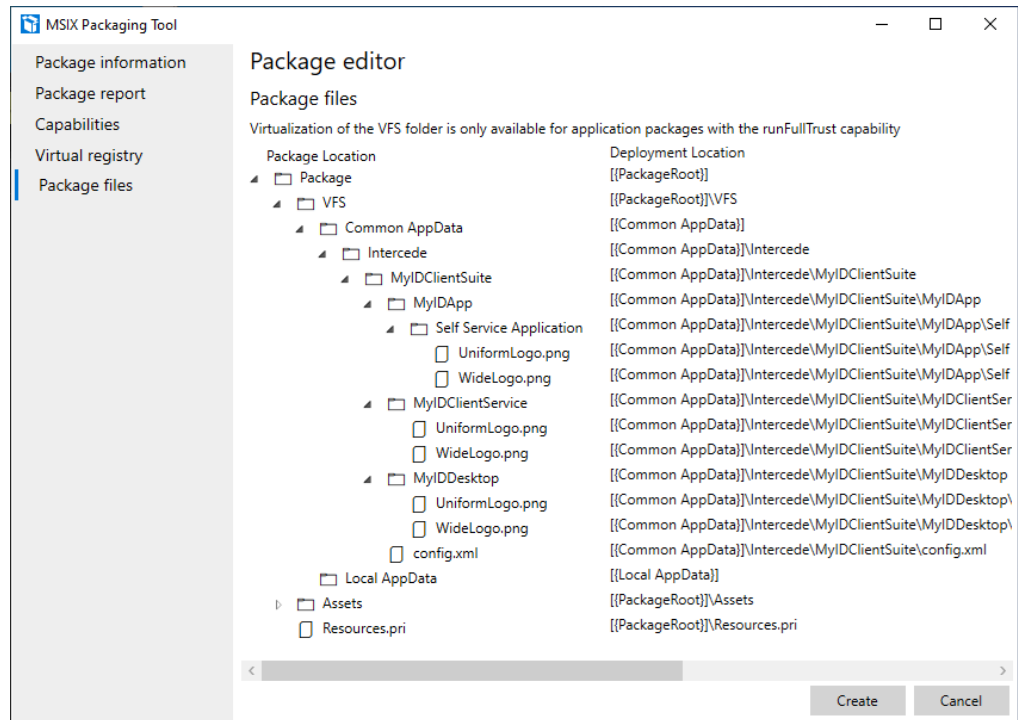 MSIX Packaging Tool
Package information
Package report
Capabilities
Virtual registry
Package files
Package editor
Package files
Virtualization of the VFS folder is only available for application packages with the runFullTrust capability
Package Location Deployment Location
Package [{PackageRoot}]
VFS [{PackageRoot}]\VFS
Common AppData [{Common AppData}]
Intercede [{Common AppData}]\Intercede
MyIDClientSuite [{Common AppData}]\Intercede\MyIDClientSuite
MyIDApp [{Common AppData}]\Intercede\MyIDClientSuite\MyIDApp
Self Service Application [{Common AppData}]\Intercede\MyIDClientSuite\MyIDApp\Self
UniformLogo.png [{Common AppData}]\Intercede\MyIDClientSuite\MyIDApp\Self
WideLogo.png [{Common AppData}]\Intercede\MyIDClientSuite\MyIDApp\Self
MyIDClientService [{Common AppData}]\Intercede\MyIDClientSuite\MyIDClientSer
UniformLogo.png [{Common AppData}]\Intercede\MyIDClientSuite\MyIDClientSer
WideLogo.png [{Common AppData}]\Intercede\MyIDClientSuite\MyIDClientSer
MyIDDesktop [{Common AppData}]\Intercede\MyIDClientSuite\MyIDDesktop
UniformLogo.png [{Common AppData}]\Intercede\MyIDClientSuite\MyIDDesktop\
WideLogo.png [{Common AppData}]\Intercede\MyIDClientSuite\MyIDDesktop\
config.xml [{Common AppData}]\Intercede\MyIDClientSuite\config.xml
Local AppData [{Local AppData}]
Assets [{PackageRoot}]\Assets
Resources.pri [{PackageRoot}]\Resources.pri
Create Cancel